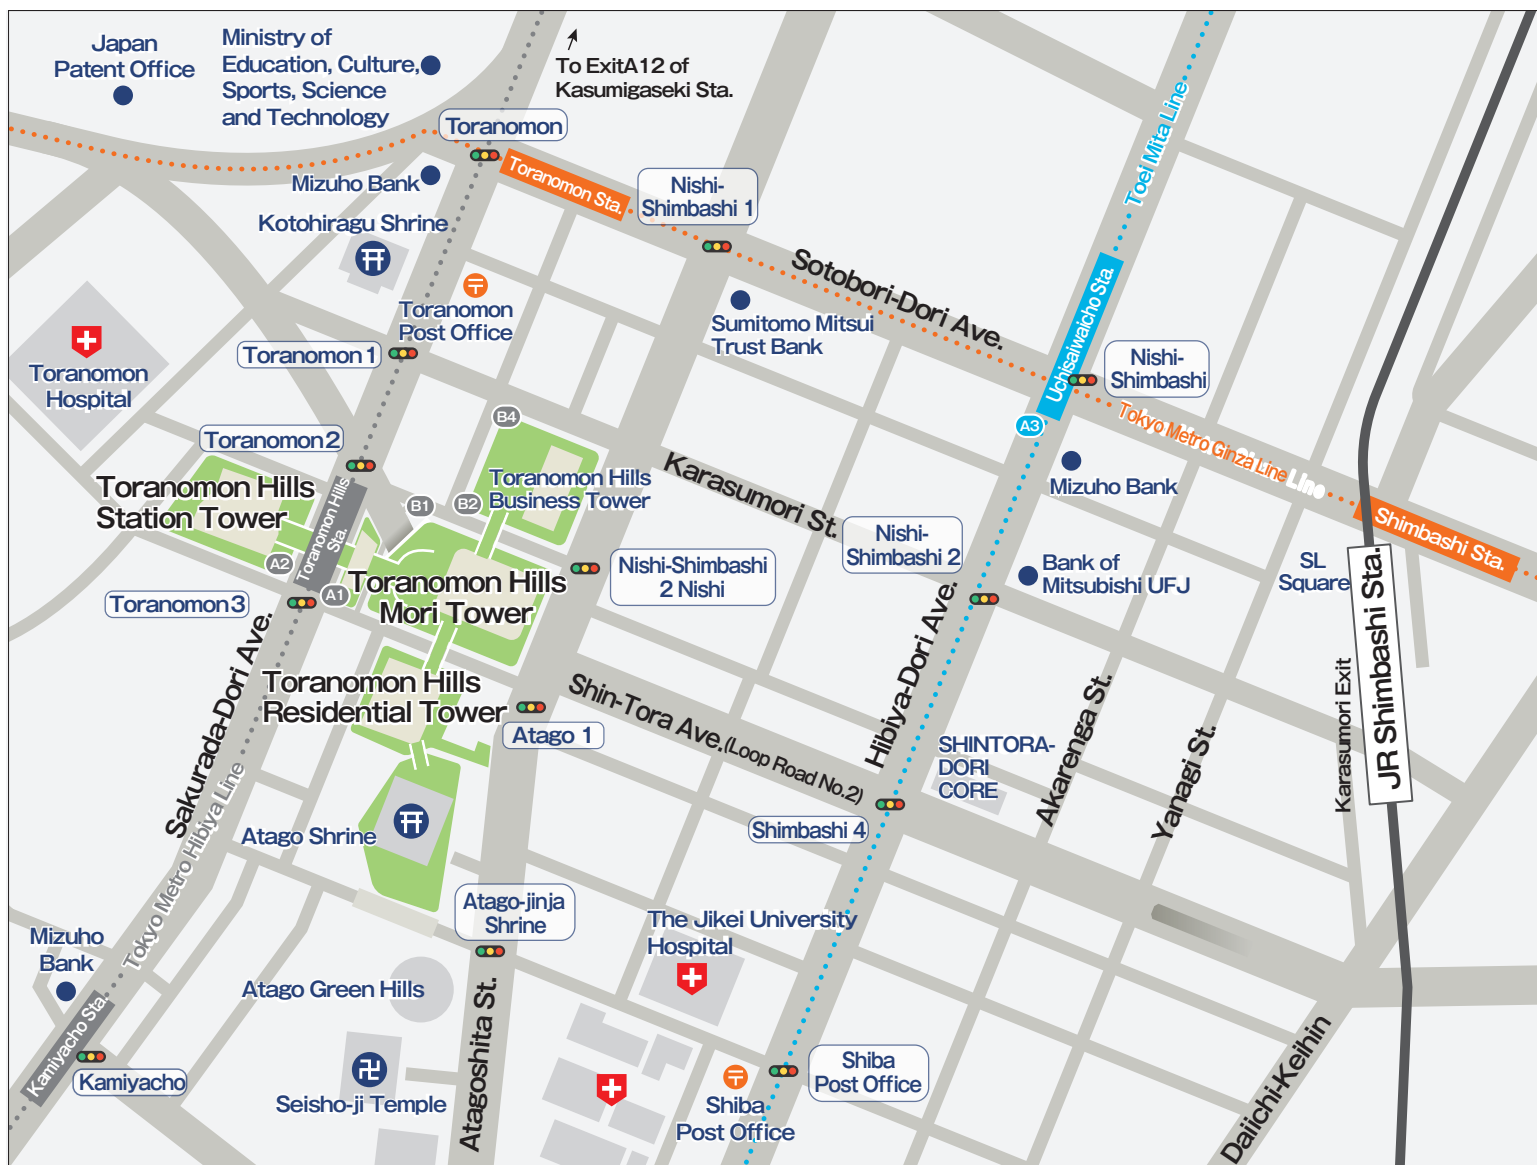 Japan
Patent Office
Ministry of
Education, Culture,
Sports, Science
and Technology
To ExitA12 of
Kasumigaseki Sta.
Toranomon
Toranomon Sta.
Mizuho Bank
Nishi-
Shimbashi 1
Toei Mita Line
Kotohiragu Shrine
Sotobori-Dori Ave.
Uchisaiwaicho Sta.
Toranomon
Post Office
Sumitomo Mitsui
Trust Bank
Toranomon 1
Toranomon
Hospital
Nishi-
Shimbashi
A3
Tokyo Metro Ginza Line Line
B4
Toranomon 2
Toranomon Hills
Station Tower
Toranomon Hills
Sta.
B1
B2
Toranomon Hills
Business Tower
Karasumori St.
Mizuho Bank
Nishi-
Shimbashi 2
Shimbashi Sta.
A2
A1
Toranomon Hills
Mori Tower
Nishi-Shimbashi
2 Nishi
Bank of
Mitsubishi UFJ
SL
Square
JR Shimbashi Sta.
Karasumori Exit
Toranomon 3
Sakurada-Dori Ave.
Toranomon Hills
Residential Tower
Atago 1
Shin-Tora Ave.(Loop Road No.2)
Hibiya-Dori Ave.
SHINTORA-
DORI
CORE
Akarenga St.
Yanagi St.
Tokyo Metro Hibiya Line
Atago Shrine
Shimbashi 4
Atago-jinja
Shrine
The Jikei University
Hospital
Mizuho
Bank
Atago Green Hills
Kamiyacho Sta.
Kamiyacho
Seisho-ji Temple
Atagoshita St.
Shiba
Post Office
Shiba
Post Office
Daiichi-Keihin